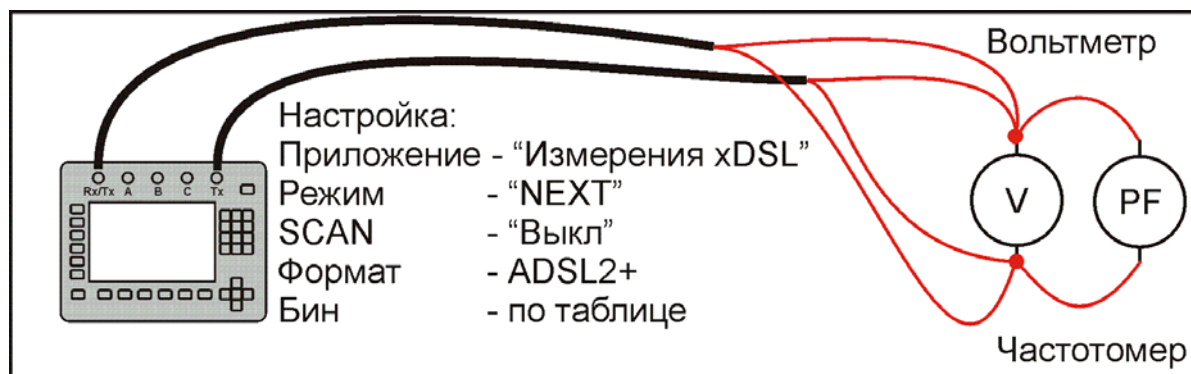 Вольтметр
Настройка:
Приложение - “Измерения xDSL”
Режим - “NEXT”
SCAN - “Выкл”
Формат - ADSL2+
Бин - по таблице
Rx/Tx A B C Tx
V
PF
Частотомер